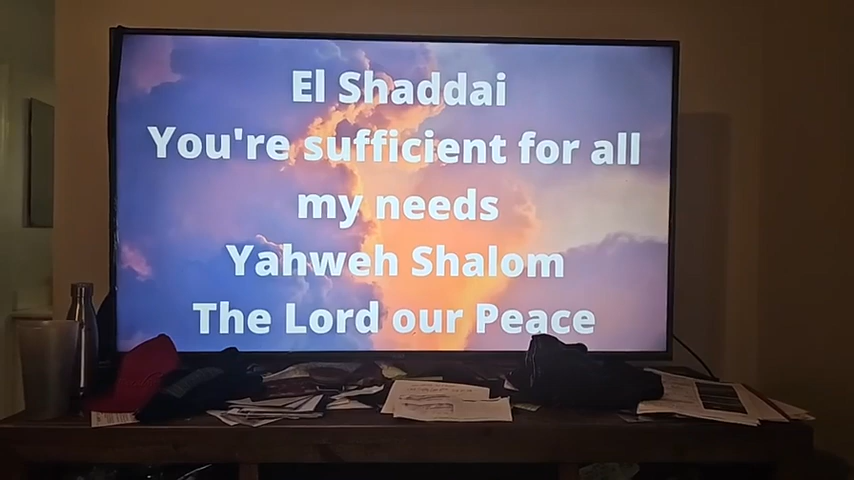 El Shaddai
You're sufficient for all
my needs
Yahweh Shalom
The Lord our Peace